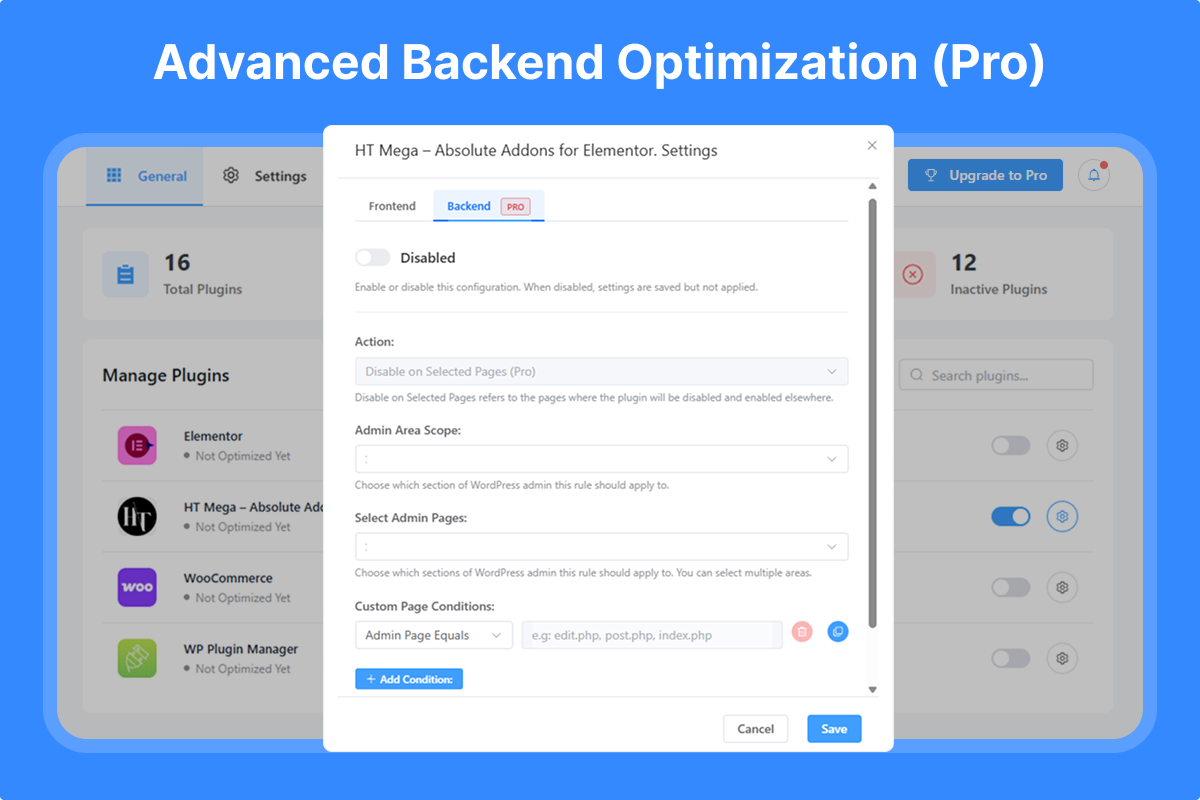 Advanced Backend Optimization (Pro)
General
Settings
Upgrade to Pro
16
Total Plugins
12
Inactive Plugins
Manage Plugins
Search plugins...
Elementor
Not Optimized Yet
HT Mega – Absolute Adc
Not Optimized Yet
WooCommerce
Not Optimized Yet
WP Plugin Manager
Not Optimized Yet
HT
WOO
HT Mega – Absolute Addons for Elementor. Settings
Frontend
Backend PRO
Disabled
Enable or disable this configuration. When disabled, settings are saved but not applied.
Action:
Disable on Selected Pages (Pro)
Disable on Selected Pages refers to the pages where the plugin will be disabled and enabled elsewhere.
Admin Area Scope:
:
Choose which section of WordPress admin this rule should apply to.
Select Admin Pages:
:
Choose which sections of WordPress admin this rule should apply to. You can select multiple areas.
Custom Page Conditions:
Admin Page Equals
e.g: edit.php, post.php, index.php
+ Add Condition:
Cancel
Save